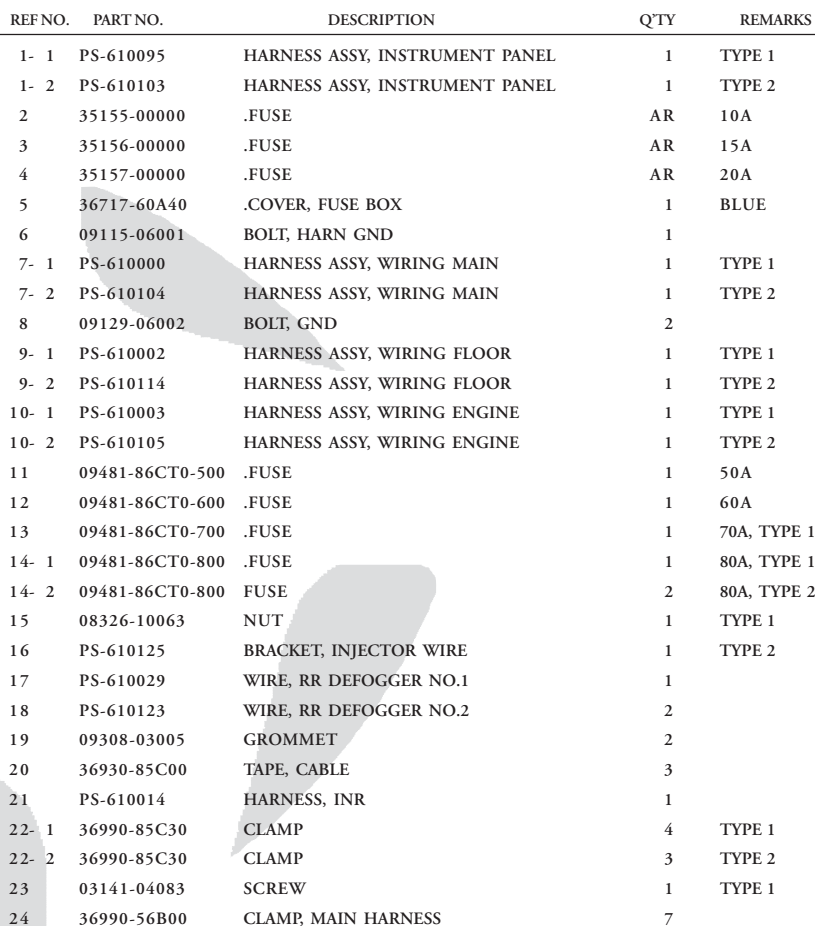 REF NO. PART NO. DESCRIPTION Q'TY REMARKS
1- 1 PS-610095 HARNESS ASSY, INSTRUMENT PANEL 1 TYPE 1
1- 2 PS-610103 HARNESS ASSY, INSTRUMENT PANEL 1 TYPE 2
2 35155-00000 .FUSE AR 10A
3 35156-00000 .FUSE AR 15A
4 35157-00000 .FUSE AR 20A
5 36717-60A40 .COVER, FUSE BOX 1 BLUE
6 09115-06001 BOLT, HARN GND 1
7- 1 PS-610000 HARNESS ASSY, WIRING MAIN 1 TYPE 1
7- 2 PS-610104 HARNESS ASSY, WIRING MAIN 1 TYPE 2
8 09129-06002 BOLT, GND 2
9- 1 PS-610002 HARNESS ASSY, WIRING FLOOR 1 TYPE 1
9- 2 PS-610114 HARNESS ASSY, WIRING FLOOR 1 TYPE 2
10- 1 PS-610003 HARNESS ASSY, WIRING ENGINE 1 TYPE 1
10- 2 PS-610105 HARNESS ASSY, WIRING ENGINE 1 TYPE 2
11 09481-86CT0-500 .FUSE 1 50A
12 09481-86CT0-600 .FUSE 1 60A
13 09481-86CT0-700 .FUSE 1 70A, TYPE 1
14- 1 09481-86CT0-800 .FUSE 1 80A, TYPE 1
14- 2 09481-86CT0-800 FUSE 2 80A, TYPE 2
15 08326-10063 NUT 1 TYPE 1
16 PS-610125 BRACKET, INJECTOR WIRE 1 TYPE 2
17 PS-610029 WIRE, RR DEFOGGER NO.1 1
18 PS-610123 WIRE, RR DEFOGGER NO.2 2
19 09308-03005 GROMMET 2
20 36930-85C00 TAPE, CABLE 3
21 PS-610014 HARNESS, INR 1
22- 1 36990-85C30 CLAMP 4 TYPE 1
22- 2 36990-85C30 CLAMP 3 TYPE 2
23 03141-04083 SCREW 1 TYPE 1
24 36990-56B00 CLAMP, MAIN HARNESS 7